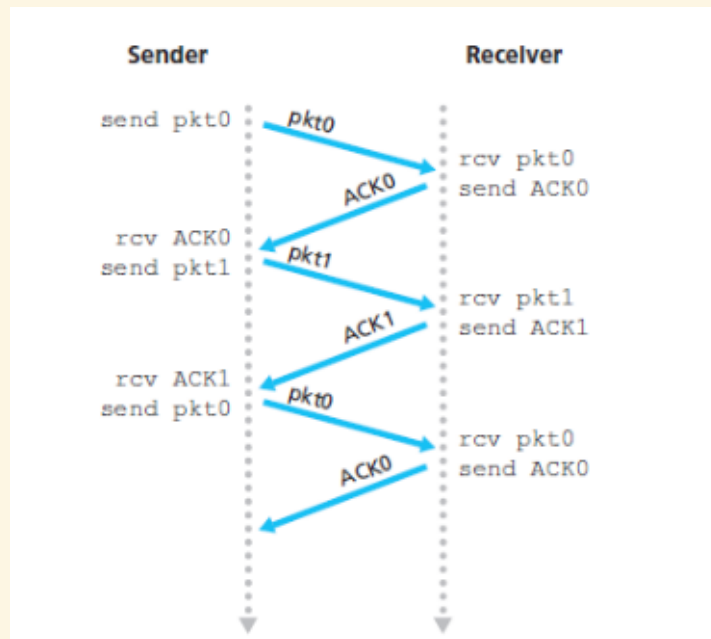 Sender Receiver
send pkt0
pkt0
rcv pkt0
send ACK0
ACK0
rcv ACK0
send pkt1
pkt1
rcv pkt1
send ACK1
ACK1
rcv ACK1
send pkt0
pkt0
rcv pkt0
send ACK0
ACK0